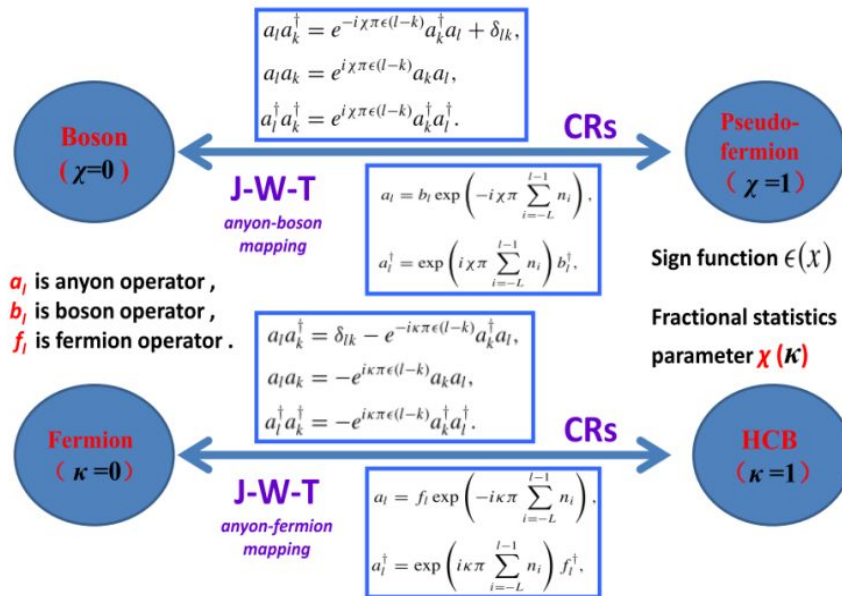 a_l a_k^† = e^{-iχπϵ(l−k)} a_k^† a_l + δ_{lk},
a_l a_k = e^{iχπϵ(l−k)} a_k a_l,
a_l^† a_k^† = e^{iχπϵ(l−k)} a_k^† a_l^†.
CRs
Boson
( χ=0 )
Pseudo-
fermion
( χ =1 )
J-W-T
anyon-boson
mapping
a_l = b_l exp ( −iχπ ∑_{i=−L}^{l−1} n_i ) ,
a_l^† = exp ( iχπ ∑_{i=−L}^{l−1} n_i ) b_l^†,
a_l is anyon operator ,
b_l is boson operator ,
f_l is fermion operator .
Sign function ϵ(x)
Fractional statistics
parameter χ (κ)
a_l a_k^† = δ_{lk} − e^{−iκπϵ(l−k)} a_k^† a_l,
a_l a_k = −e^{iκπϵ(l−k)} a_k a_l,
a_l^† a_k^† = −e^{iκπϵ(l−k)} a_k^† a_l^†.
CRs
Fermion
( κ =0 )
HCB
(κ =1 )
J-W-T
anyon-fermion
mapping
a_l = f_l exp ( −iκπ ∑_{i=−L}^{l−1} n_i ) ,
a_l^† = exp ( iκπ ∑_{i=−L}^{l−1} n_i ) f_l^†,